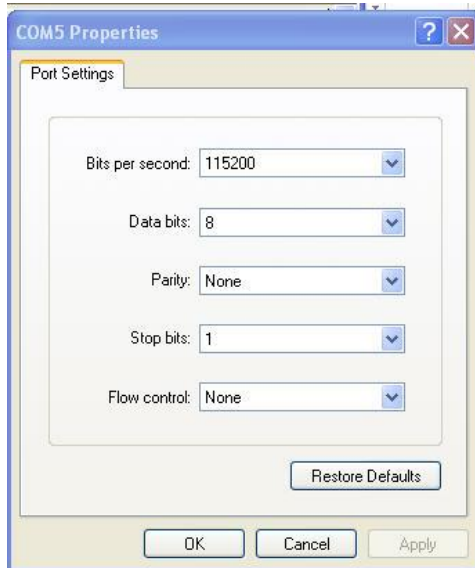 COM5 Properties
Port Settings
Bits per second: 115200
Data bits: 8
Parity: None
Stop bits: 1
Flow control: None
Restore Defaults
OK Cancel Apply